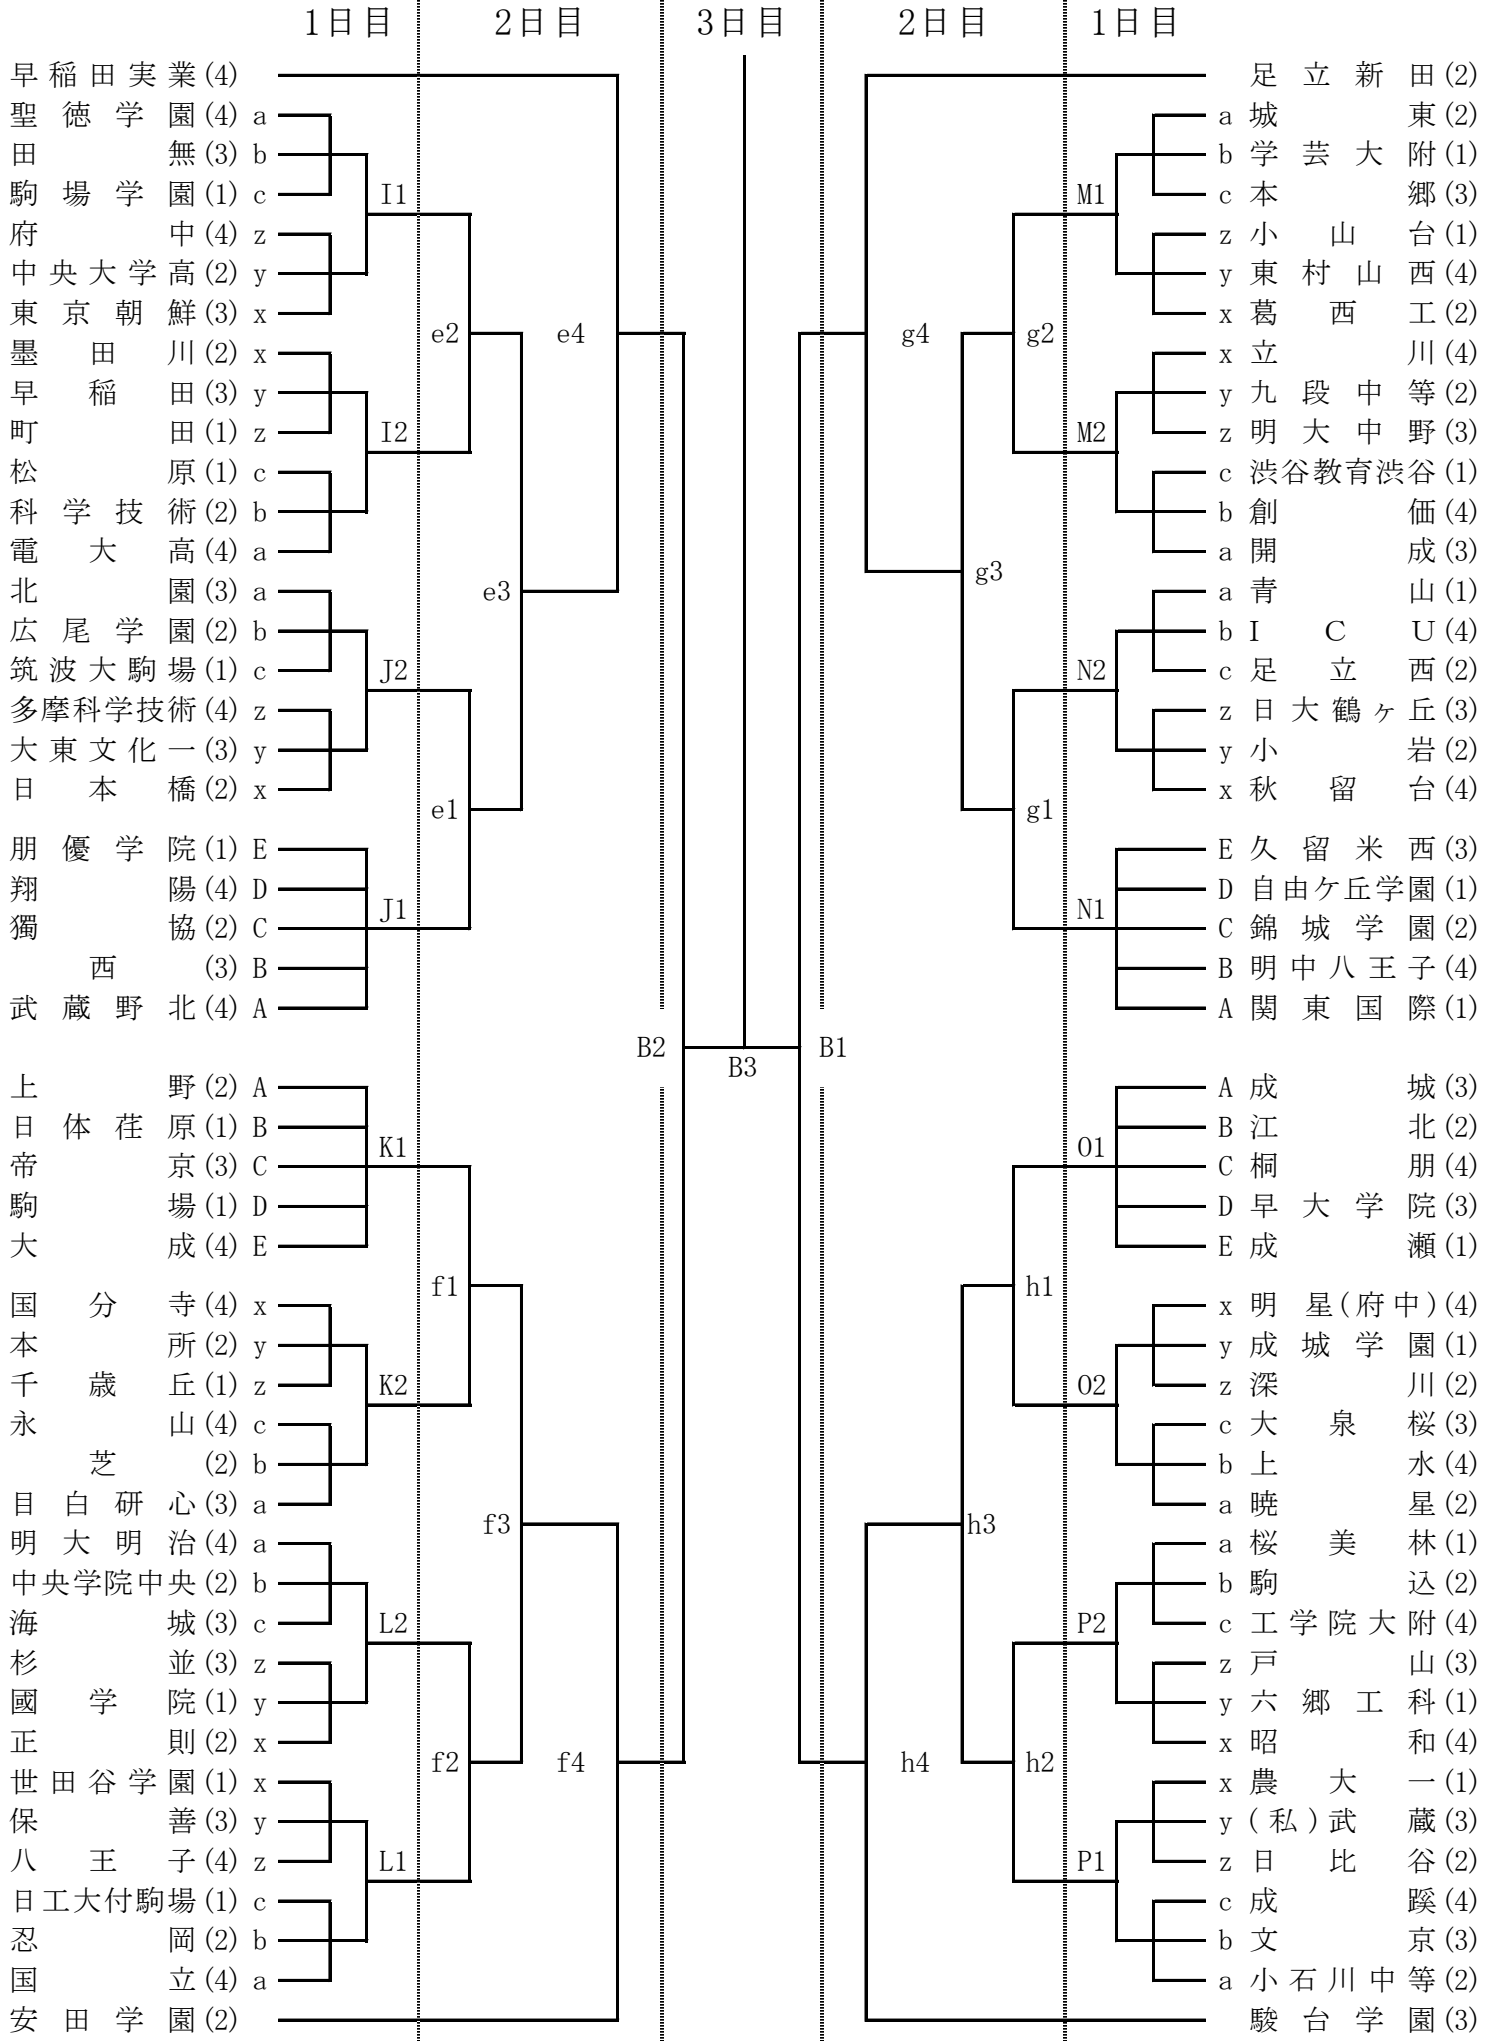 1日目 2日目 3日目 2日目 1日目
早稲田実業(4)
聖徳学園(4) a
田無(3) b
駒場学園(1) c
I1
府中(4) z
中央大学高(2) y
東京朝鮮(3) x
e2
e4
墨田川(2) x
早稲田(3) y
町田(1) z
I2
松原(1) c
科学技術(2) b
電大高(4) a
北園(3) a
e3
広尾学園(2) b
筑波大駒場(1) c
J2
多摩科学技術(4) z
大東文化一(3) y
日本橋(2) x
e1
朋優学院(1) E
翔陽(4) D
J1
獨協(2) C
西(3) B
武蔵野北(4) A
B2
上野(2) A
日体荏原(1) B
K1
帝京(3) C
駒場(1) D
大成(4) E
f1
国分寺(4) x
本所(2) y
千歳丘(1) z
K2
永山(4) c
芝(2) b
目白研心(3) a
f3
明大明治(4) a
中央学院中央(2) b
海城(3) c
L2
杉並(3) z
國学院(1) y
正則(2) x
f2
f4
世田谷学園(1) x
保善(3) y
八王子(4) z
L1
日工大付駒場(1) c
忍岡(2) b
国立(4) a
安田学園(2)
B3
足立新田(2)
a 城東(2)
b 学芸大附(1)
c 本郷(3)
M1
z 小山台(1)
y 東村山西(4)
x 葛西工(2)
g4
g2
x 立川(4)
y 九段中等(2)
z 明大中野(3)
M2
c 渋谷教育渋谷(1)
b 創価(4)
a 開成(3)
g3
a 青山(1)
b ICU(4)
c 足立西(2)
N2
z 日大鶴ヶ丘(3)
y 小岩(2)
x 秋留台(4)
g1
E 久留米西(3)
D 自由ケ丘学園(1)
N1
C 錦城学園(2)
B 明中八王子(4)
A 関東国際(1)
B1
A 成城(3)
B 江北(2)
O1
C 桐朋(4)
D 早大学院(3)
E 成瀬(1)
h1
x 明星(府中)(4)
y 成城学園(1)
z 深川(2)
O2
c 大泉桜(3)
b 上水(4)
a 暁星(2)
h3
a 桜美林(1)
b 駒込(2)
c 工学院大附(4)
P2
z 戸山(3)
y 六郷工科(1)
x 昭和(4)
h4
h2
x 農大一(1)
y (私)武蔵(3)
z 日比谷(2)
P1
c 成蹊(4)
b 文京(3)
a 小石川中等(2)
駿台学園(3)